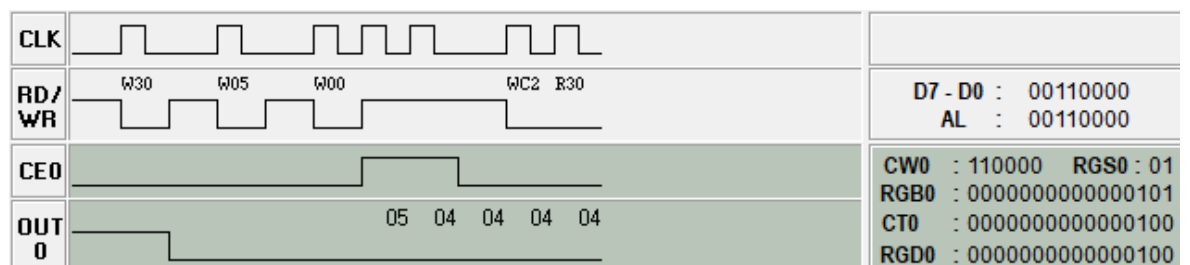 CLK
RD/
WR
W30 W05 W00 WC2 R30
D7 - D0 : 00110000
AL : 00110000
CE0
OUT
0
05 04 04 04 04
CW0 : 110000 RGS0 : 01
RGB0 : 0000000000000101
CT0 : 0000000000000100
RGD0 : 0000000000000100